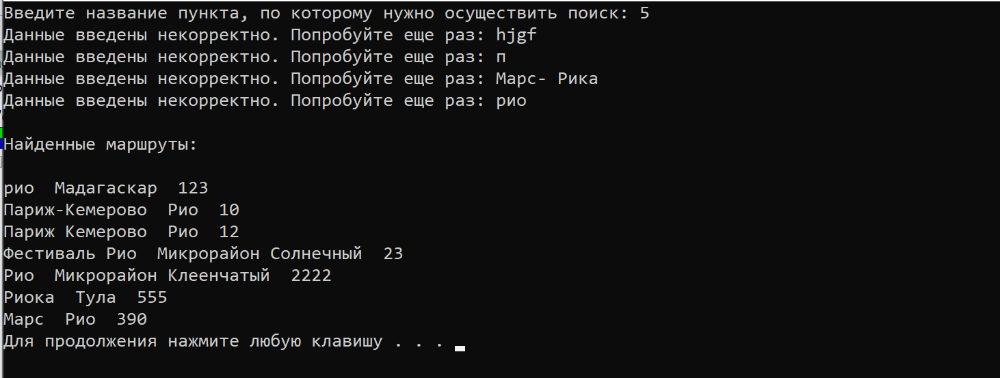 Введите название пункта, по которому нужно осуществить поиск: 5
Данные введены некорректно. Попробуйте еще раз: hjgf
Данные введены некорректно. Попробуйте еще раз: п
Данные введены некорректно. Попробуйте еще раз: Марс- Рика
Данные введены некорректно. Попробуйте еще раз: рио
Найденные маршруты:
рио  Мадагаскар  123
Париж-Кемерово  Рио  10
Париж Кемерово  Рио  12
Фестиваль Рио  Микрорайон Солнечный  23
Рио  Микрорайон Клеенчатый  2222
Риока  Тула  555
Марс  Рио  390
Для продолжения нажмите любую клавишу . . .